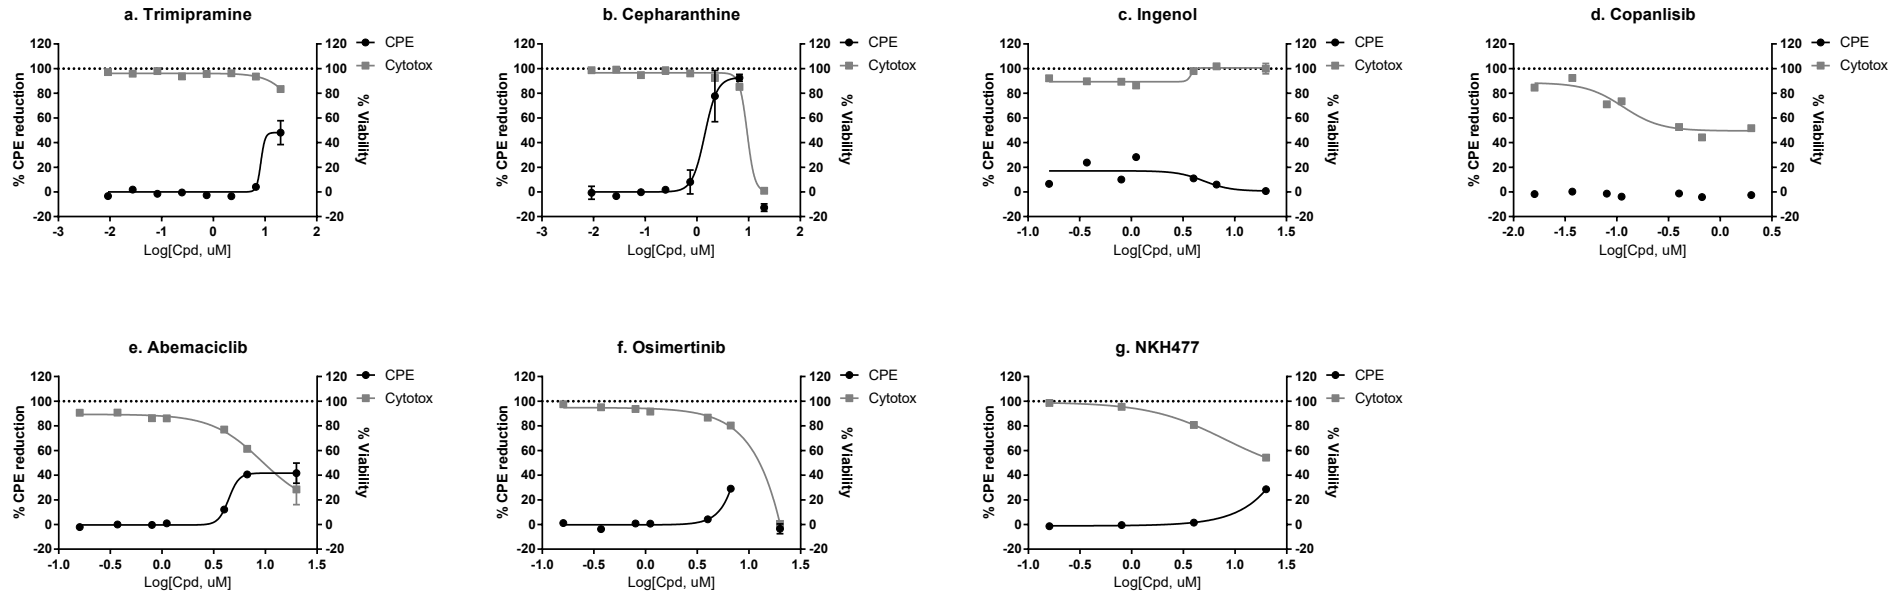 a. Trimipramine
120
100
80
60
40
20
0
-20
% CPE reduction
-3 -2 -1 0 1 2
Log[Cpd, uM]
120
100
80
60
40
20
0
-20
% Viability
CPE
Cytotox
b. Cepharanthine
120
100
80
60
40
20
0
-20
% CPE reduction
-3 -2 -1 0 1 2
Log[Cpd, uM]
120
100
80
60
40
20
0
-20
% Viability
CPE
Cytotox
c. Ingenol
120
100
80
60
40
20
0
-20
% CPE reduction
-1.0 -0.5 0.0 0.5 1.0 1.5
Log[Cpd, uM]
120
100
80
60
40
20
0
-20
% Viability
CPE
Cytotox
d. Copanlisib
120
100
80
60
40
20
0
-20
% CPE reduction
-2.0 -1.5 -1.0 -0.5 0.0 0.5
Log[Cpd, uM]
120
100
80
60
40
20
0
-20
% Viability
CPE
Cytotox
e. Abemaciclib
120
100
80
60
40
20
0
-20
% CPE reduction
-1.0 -0.5 0.0 0.5 1.0 1.5
Log[Cpd, uM]
120
100
80
60
40
20
0
-20
% Viability
CPE
Cytotox
f. Osimertinib
120
100
80
60
40
20
0
-20
% CPE reduction
-1.0 -0.5 0.0 0.5 1.0 1.5
Log[Cpd, uM]
120
100
80
60
40
20
0
-20
% Viability
CPE
Cytotox
g. NKH477
120
100
80
60
40
20
0
-20
% CPE reduction
-1.0 -0.5 0.0 0.5 1.0 1.5
Log[Cpd, uM]
120
100
80
60
40
20
0
-20
% Viability
CPE
Cytotox